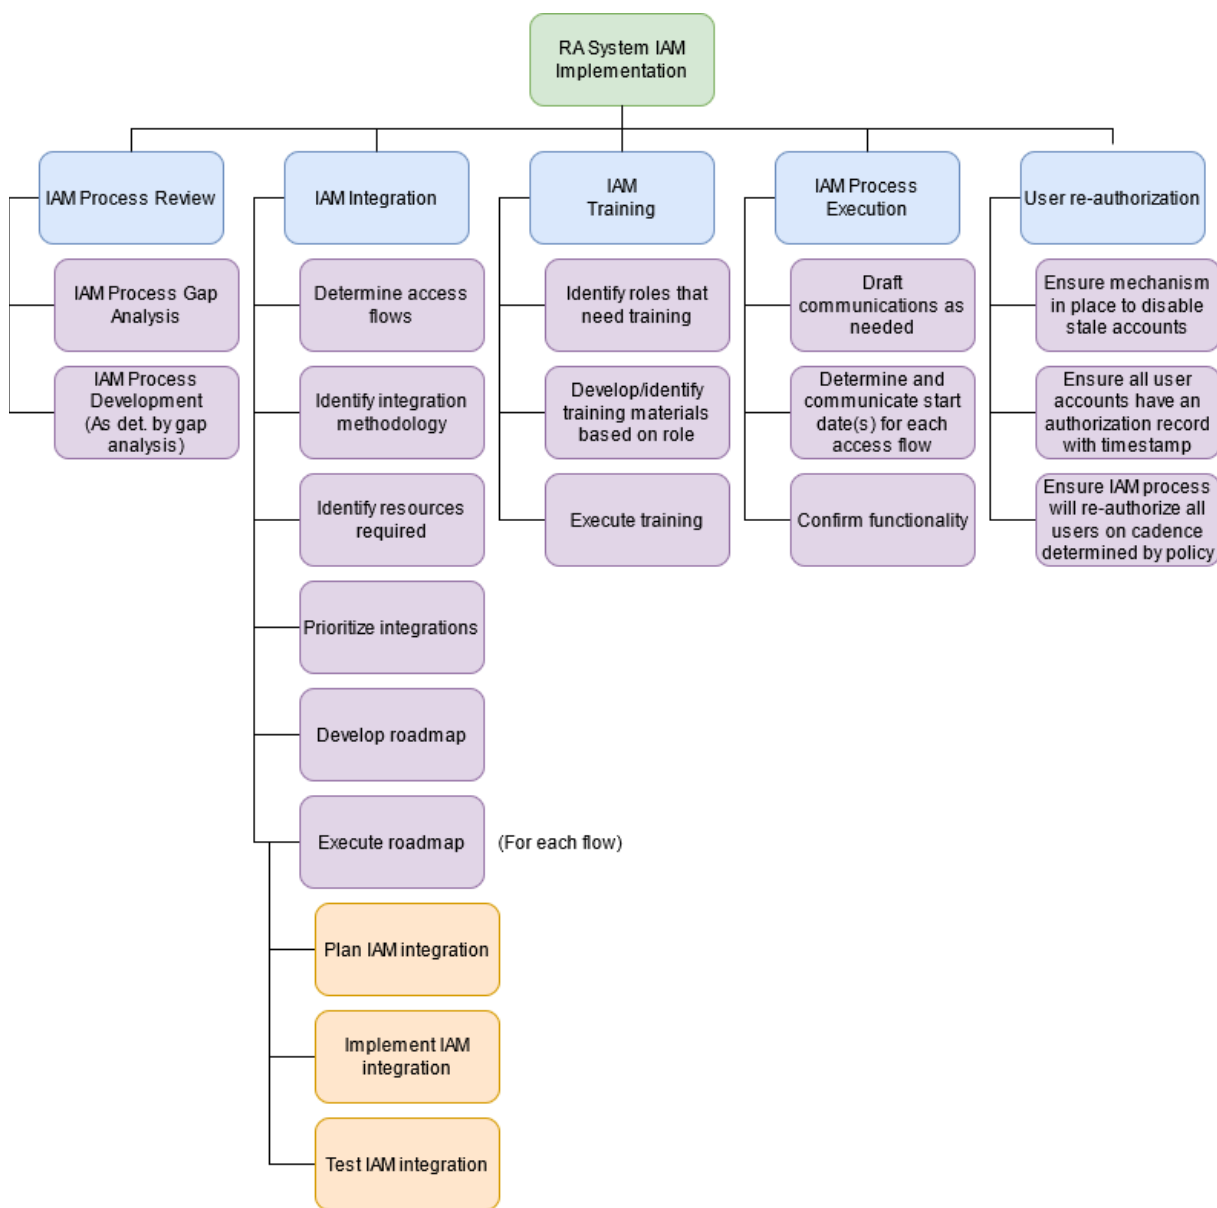 RA System IAM
Implementation
IAM Process Review
IAM Process Gap
Analysis
IAM Process
Development
(As det. by gap
analysis)
IAM Integration
Determine access
flows
Identify integration
methodology
Identify resources
required
Prioritize integrations
Develop roadmap
Execute roadmap
(For each flow)
Plan IAM integration
Implement IAM
integration
Test IAM integration
IAM
Training
Identify roles that
need training
Develop/identify
training materials
based on role
Execute training
IAM Process
Execution
Draft
communications as
needed
Determine and
communicate start
date(s) for each
access flow
Confirm functionality
User re-authorization
Ensure mechanism
in place to disable
stale accounts
Ensure all user
accounts have an
authorization record
with timestamp
Ensure IAM process
will re-authorize all
users on cadence
determined by policy